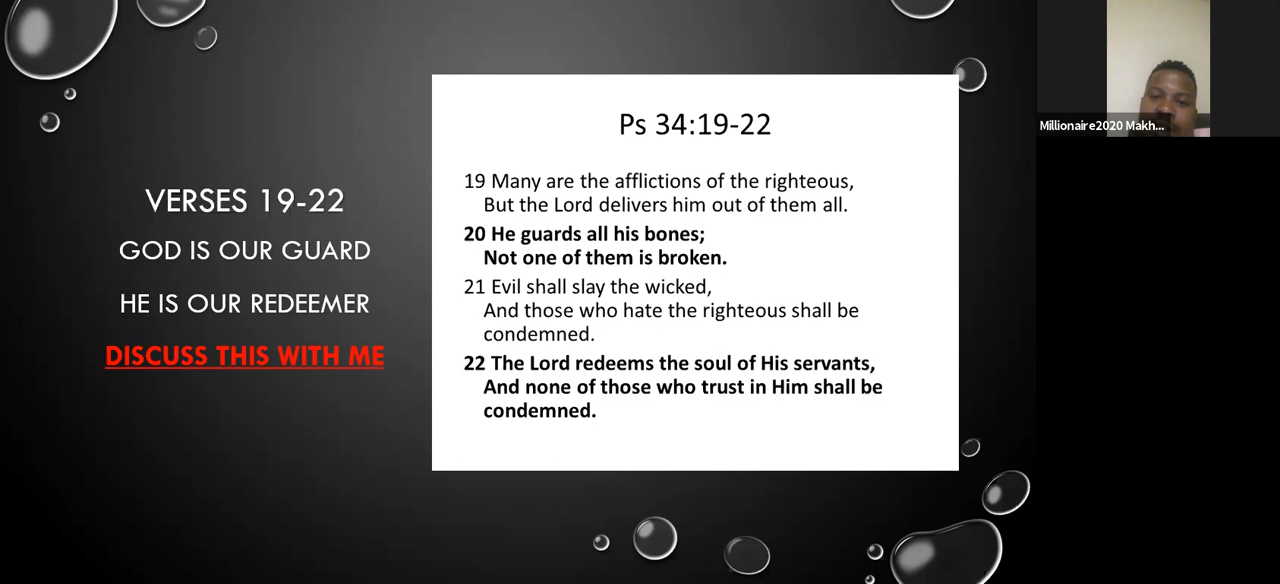 VERSES 19-22
GOD IS OUR GUARD
HE IS OUR REDEEMER
DISCUSS THIS WITH ME
Ps 34:19-22
19 Many are the afflictions of the righteous,
But the Lord delivers him out of them all.
20 He guards all his bones;
Not one of them is broken.
21 Evil shall slay the wicked,
And those who hate the righteous shall be
condemned.
22 The Lord redeems the soul of His servants,
And none of those who trust in Him shall be
condemned.
Millionaire2020 Makh...